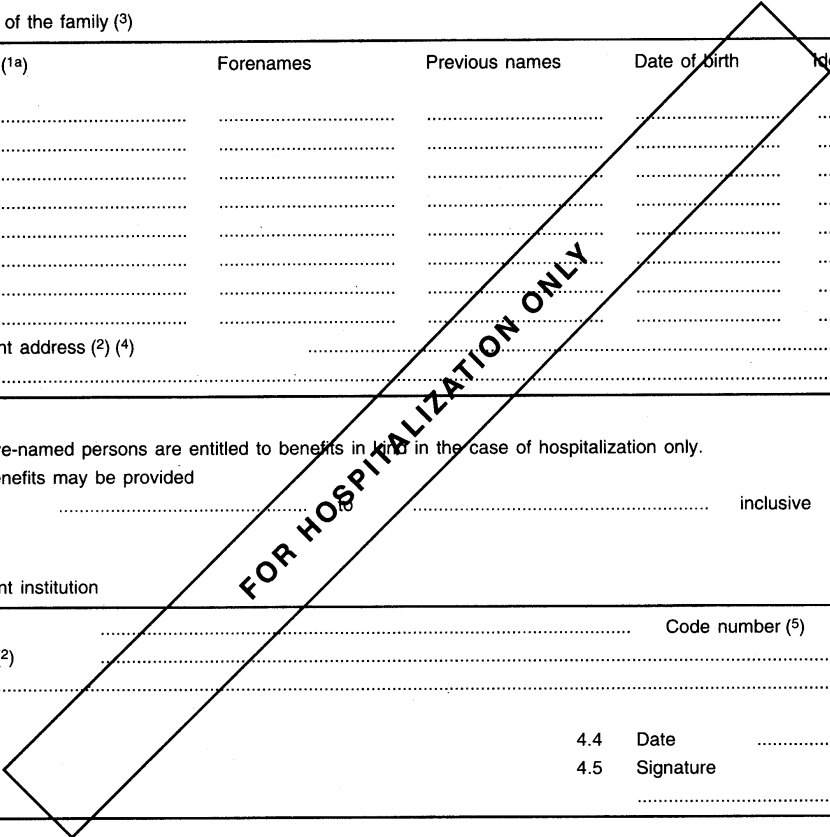 of the family (3)
(1a) Forenames Previous names Date of birth
nt address (2) (4)
e-named persons are entitled to benefits in kind in the case of hospitalization only.
enefits may be provided
to inclusive
FOR HOSPITALIZATION ONLY
nt institution
Code number (5)
2)
4.4 Date
4.5 Signature